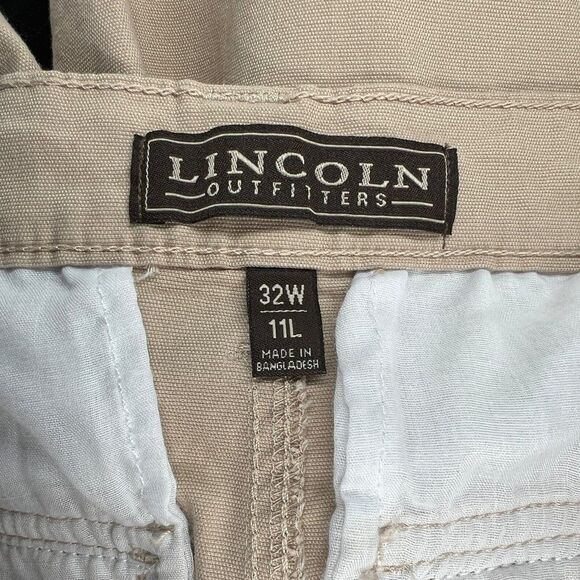 LINCOLN
OUTFITTERS
32W
11L
MADE IN
BANGLADESH